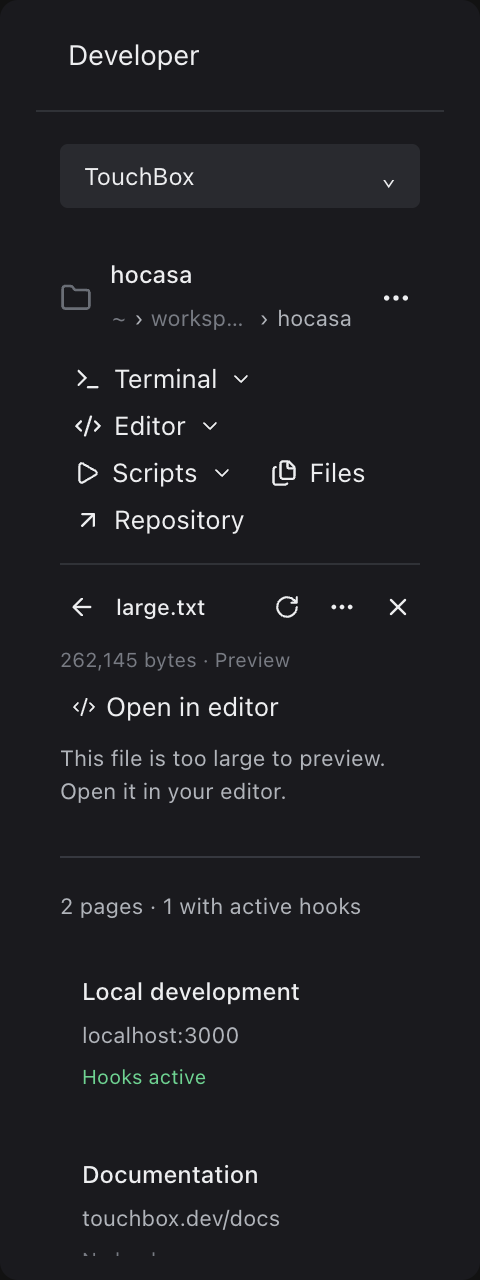 Developer
TouchBox
hocasa
~ › worksp... › hocasa
Terminal
Editor
Scripts Files
Repository
large.txt
262,145 bytes · Preview
Open in editor
This file is too large to preview.
Open it in your editor.
2 pages · 1 with active hooks
Local development
localhost:3000
Hooks active
Documentation
touchbox.dev/docs